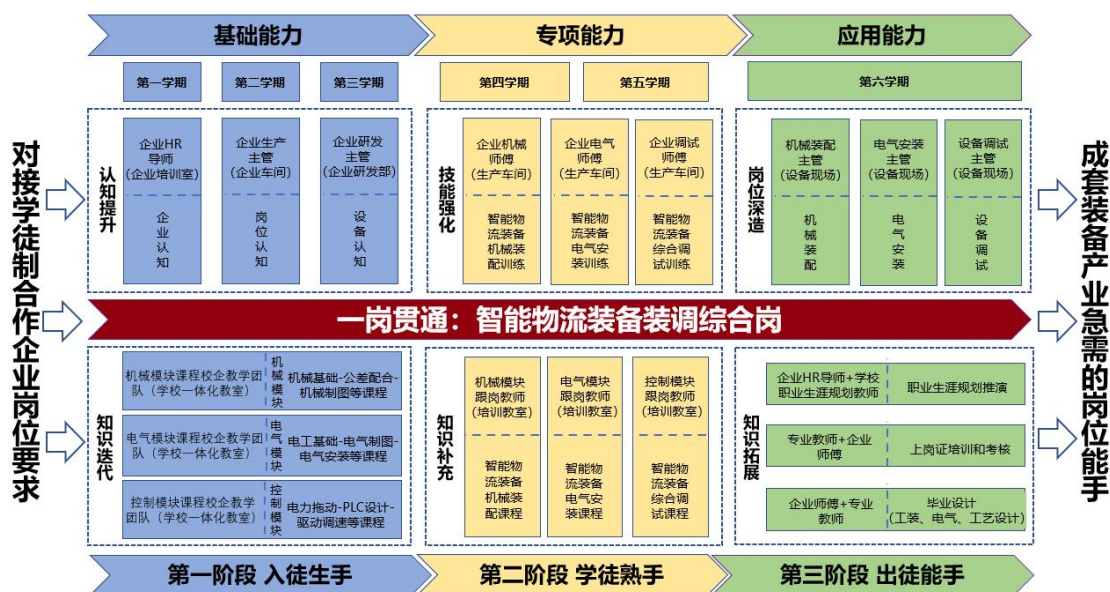 基础能力
专项能力
应用能力
第一学期
第二学期
第三学期
第四学期
第五学期
第六学期
对接学徒制合作企业岗位要求
认知提升
企业HR
导师
(企业培训室)
企业认知
企业生产
主管
(企业车间)
岗位认知
企业研发
主管
(企业研发部)
设备认知
技能强化
企业机械
师傅
(生产车间)
智能物
流装备
机械装
配训练
企业电气
师傅
(生产车间)
智能物
流装备
电气安
装训练
企业调试
师傅
(生产车间)
智能物
流装备
综合调
试训练
岗位深造
机械装配
主管
(设备现场)
机械装配
电气安装
主管
(设备现场)
电气安装
设备调试
主管
(设备现场)
设备调试
成套装备产业急需的岗位能手
一岗贯通：智能物流装备装调综合岗
知识迭代
机械模块课程校企教学团
队（学校一体化教室）
机械模块
机械基础-公差配合-
机械制图等课程
电气模块课程校企教学团
队（学校一体化教室）
电气模块
电工基础-电气制图-
电气安装等课程
控制模块课程校企教学
团队（学校一体化教室）
控制模块
电力拖动-PLC设计-
驱动调速等课程
知识补充
机械模块
跟岗教师
(培训教室)
智能物
流装备
机械装
配课程
电气模块
跟岗教师
(培训教室)
智能物
流装备
电气安
装课程
控制模块
跟岗教师
(培训教室)
智能物
流装备
综合调
试课程
知识拓展
企业HR导师+学校
职业生涯规划教师
职业生涯规划推演
专业教师+企业
师傅
上岗证培训和考核
企业师傅+专业
教师
毕业设计
(工装、电气、工艺设计)
第一阶段 入徒生手
第二阶段 学徒熟手
第三阶段 出徒能手